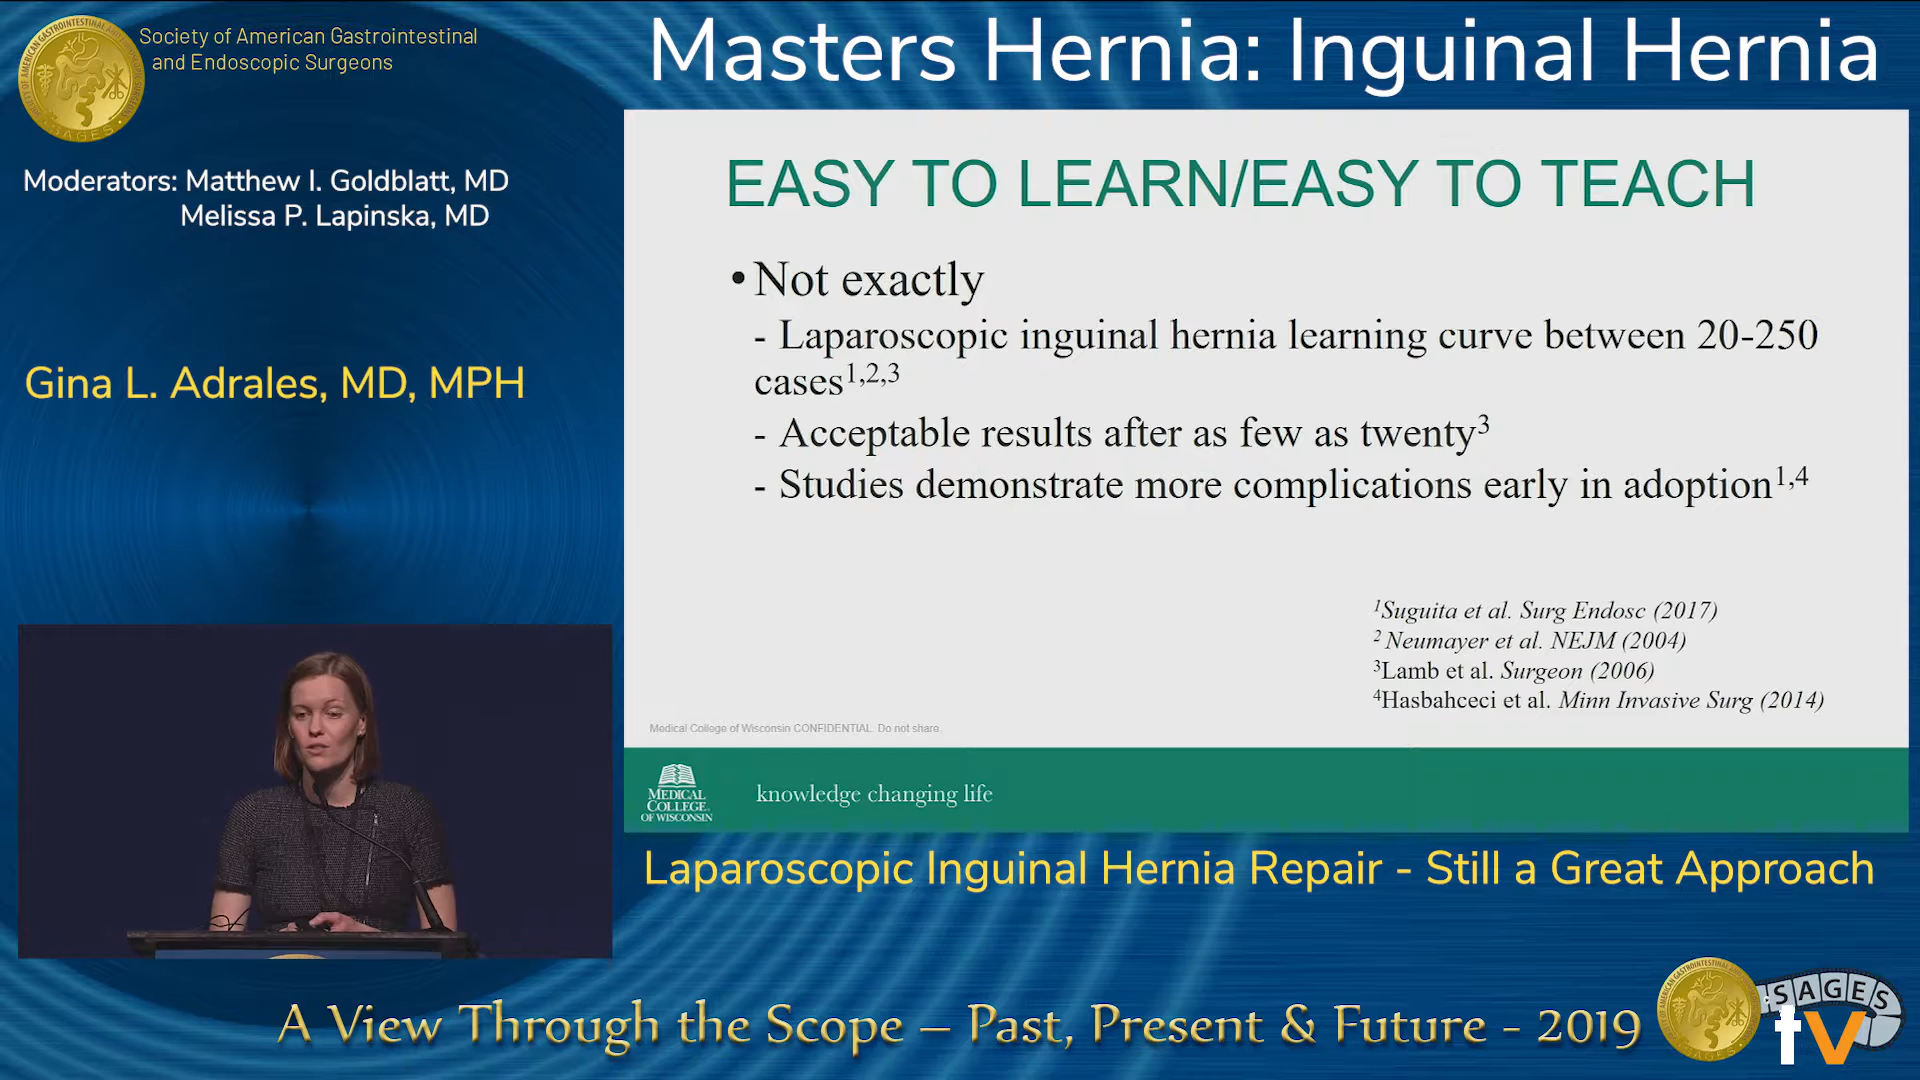 Society of American Gastrointestinal
and Endoscopic Surgeons
Masters Hernia: Inguinal Hernia
Moderators: Matthew I. Goldblatt, MD
Melissa P. Lapinska, MD
Gina L. Adrales, MD, MPH
EASY TO LEARN/EASY TO TEACH
•Not exactly
- Laparoscopic inguinal hernia learning curve between 20-250
cases1,2,3
- Acceptable results after as few as twenty3
- Studies demonstrate more complications early in adoption1,4
1Suguita et al. Surg Endosc (2017)
2 Neumayer et al. NEJM (2004)
3Lamb et al. Surgeon (2006)
4Hasbahceci et al. Minn Invasive Surg (2014)
Medical College of Wisconsin CONFIDENTIAL. Do not share.
MEDICAL
COLLEGE
OF WISCONSIN
knowledge changing life
Laparoscopic Inguinal Hernia Repair - Still a Great Approach
A View Through the Scope – Past, Present & Future - 2019
SAGES
tv